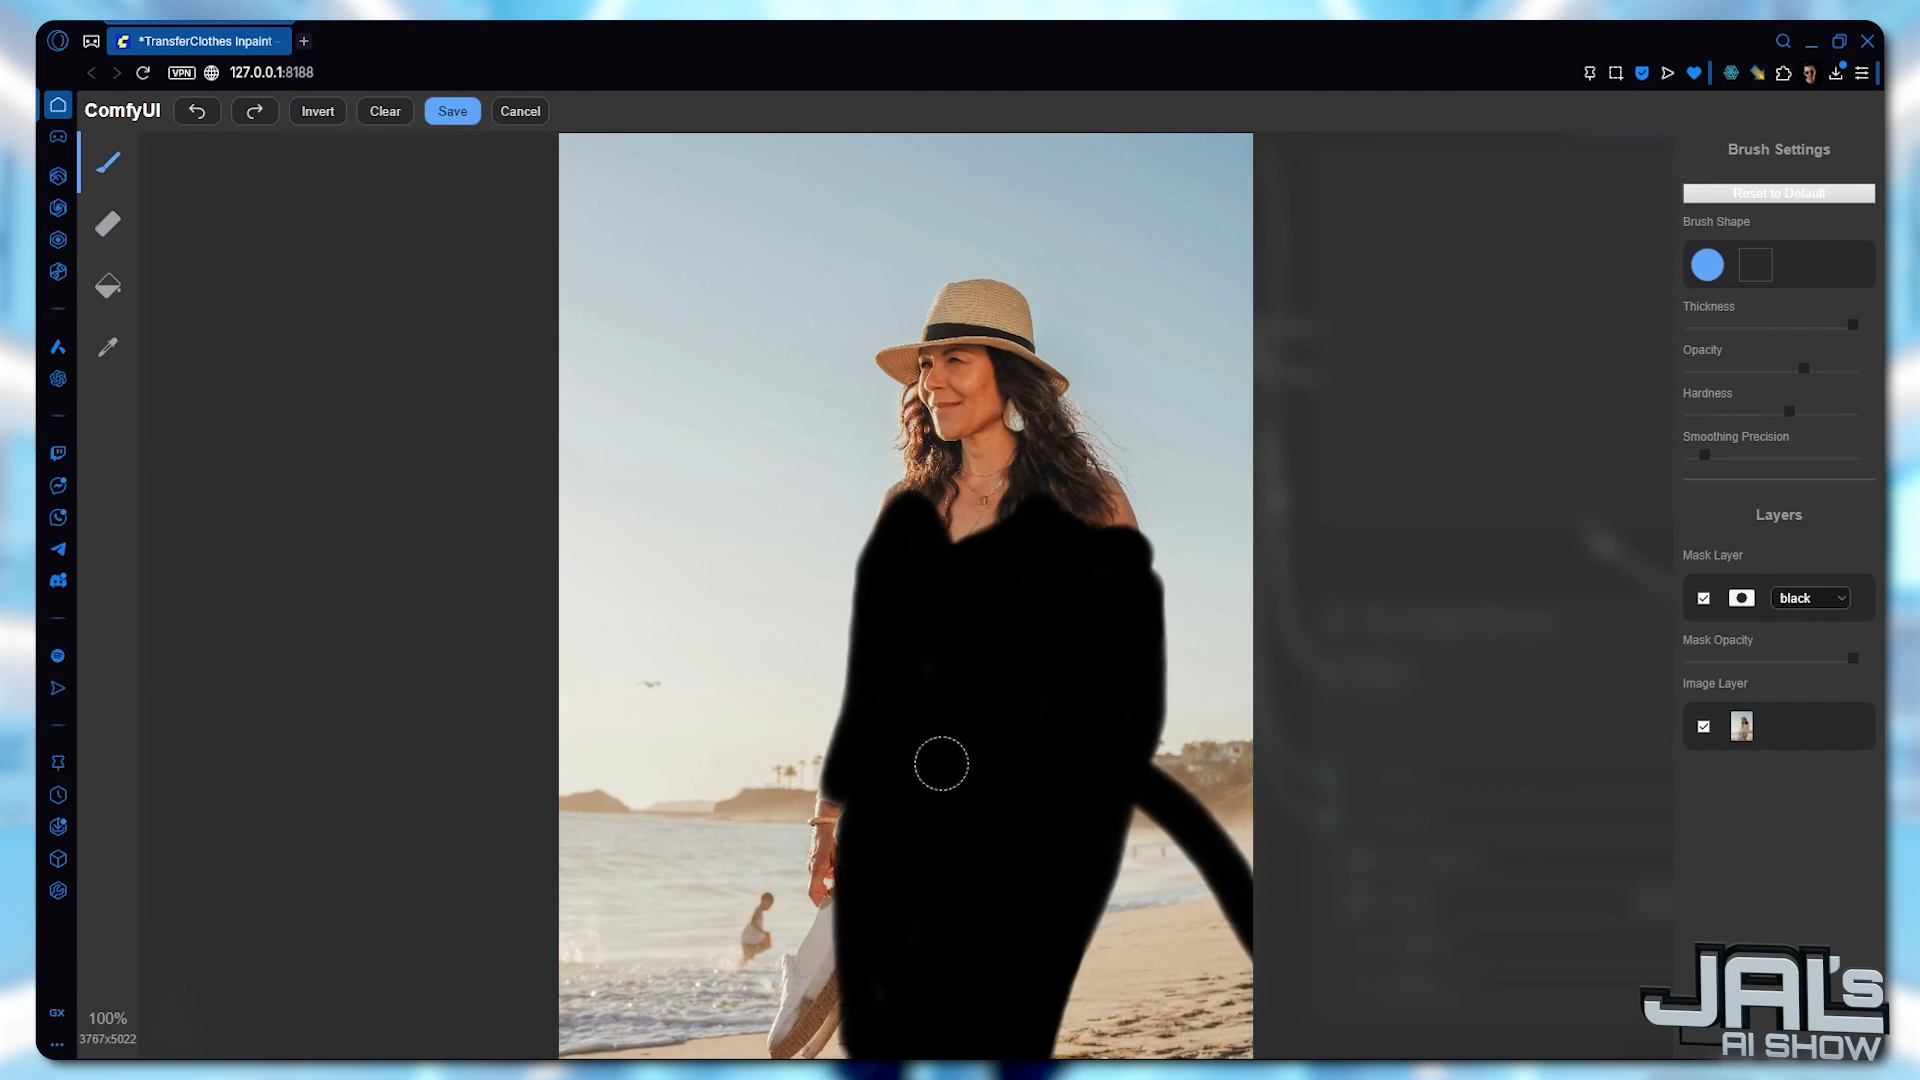 *TransferClothes Inpaint -
VPN
127.0.0.1:8188
ComfyUI
Invert
Clear
Save
Cancel
Brush Settings
Reset to Default
Brush Shape
Thickness
Opacity
Hardness
Smoothing Precision
Layers
Mask Layer
black
Mask Opacity
Image Layer
GX
100%
3767x5022
JAL's
AI SHOW